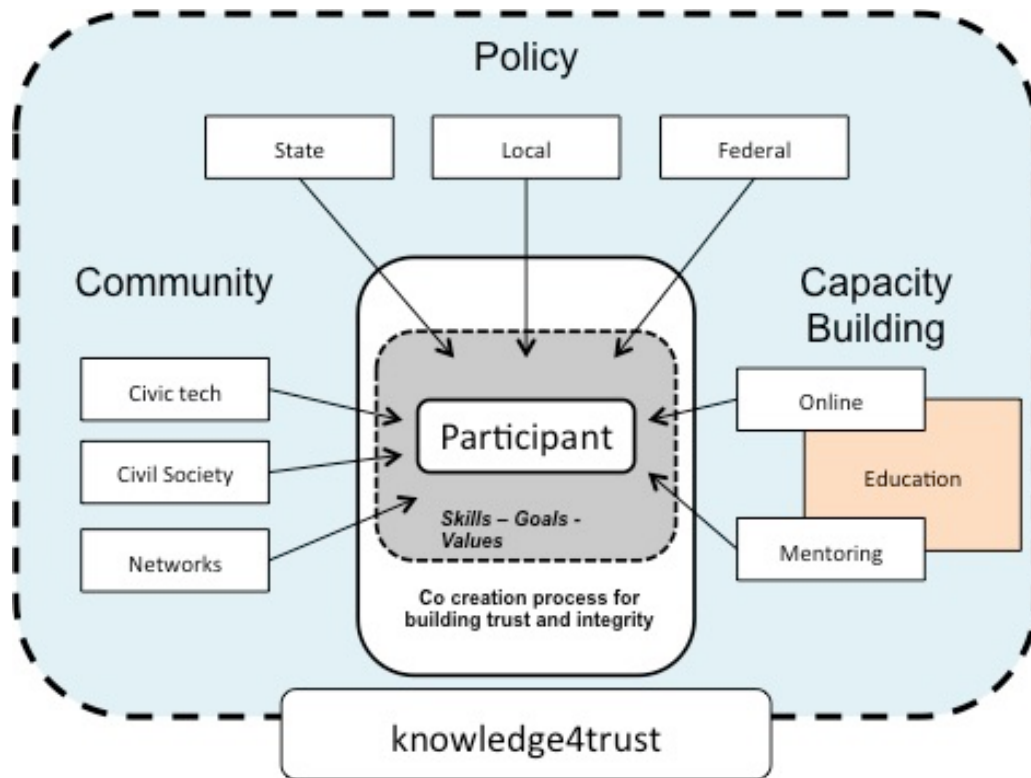 Policy
State
Local
Federal
Community
Capacity
Building
Civic tech
Civil Society
Networks
Participant
Skills – Goals -
Values
Co creation process for
building trust and integrity
Online
Education
Mentoring
knowledge4trust